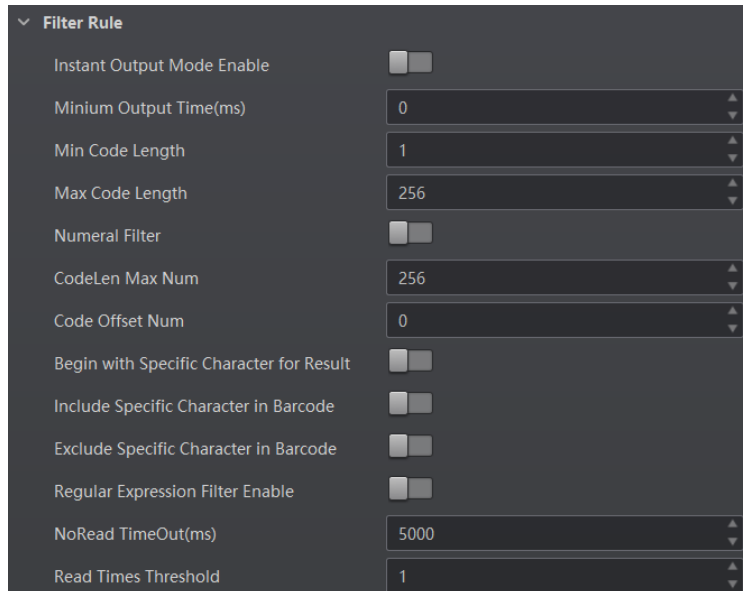 Filter Rule
Instant Output Mode Enable
Minium Output Time(ms) 0
Min Code Length 1
Max Code Length 256
Numeral Filter
CodeLen Max Num 256
Code Offset Num 0
Begin with Specific Character for Result
Include Specific Character in Barcode
Exclude Specific Character in Barcode
Regular Expression Filter Enable
NoRead TimeOut(ms) 5000
Read Times Threshold 1